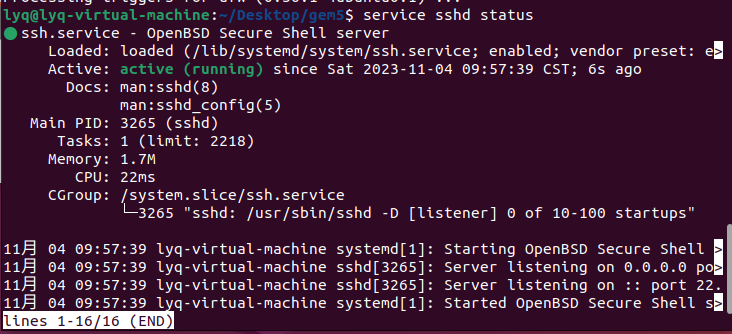 lyq@lyq-virtual-machine:~/Desktop/gem5$ service sshd status
● ssh.service - OpenBSD Secure Shell server
Loaded: loaded (/lib/systemd/system/ssh.service; enabled; vendor preset: e>
Active: active (running) since Sat 2023-11-04 09:57:39 CST; 6s ago
Docs: man:sshd(8)
man:sshd_config(5)
Main PID: 3265 (sshd)
Tasks: 1 (limit: 2218)
Memory: 1.7M
CPU: 22ms
CGroup: /system.slice/ssh.service
└─3265 "sshd: /usr/sbin/sshd -D [listener] 0 of 10-100 startups"
11月 04 09:57:39 lyq-virtual-machine systemd[1]: Starting OpenBSD Secure Shell >
11月 04 09:57:39 lyq-virtual-machine sshd[3265]: Server listening on 0.0.0.0 po>
11月 04 09:57:39 lyq-virtual-machine sshd[3265]: Server listening on :: port 22.
11月 04 09:57:39 lyq-virtual-machine systemd[1]: Started OpenBSD Secure Shell s>
lines 1-16/16 (END)